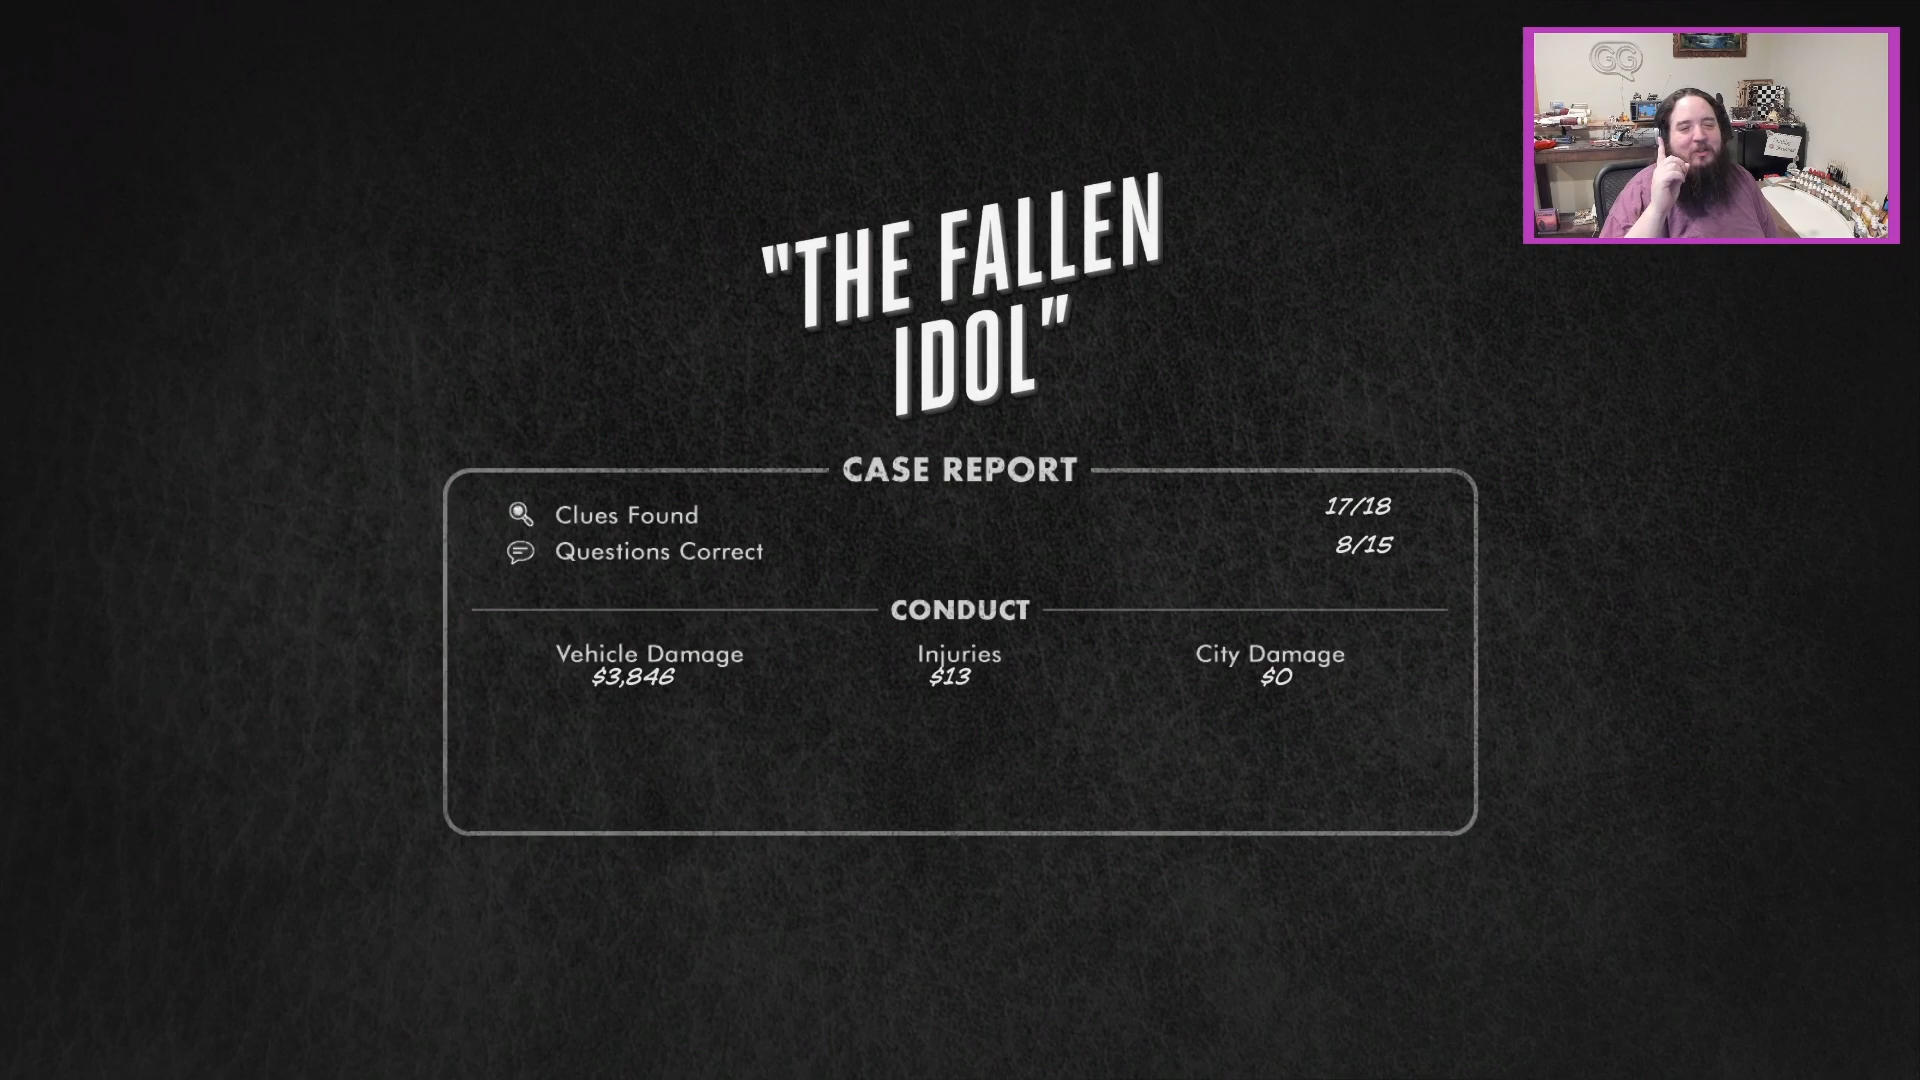 GG
"THE FALLEN
IDOL"
CASE REPORT
Clues Found 17/18
Questions Correct 8/15
CONDUCT
Vehicle Damage Injuries City Damage
$3,846 $13 $0